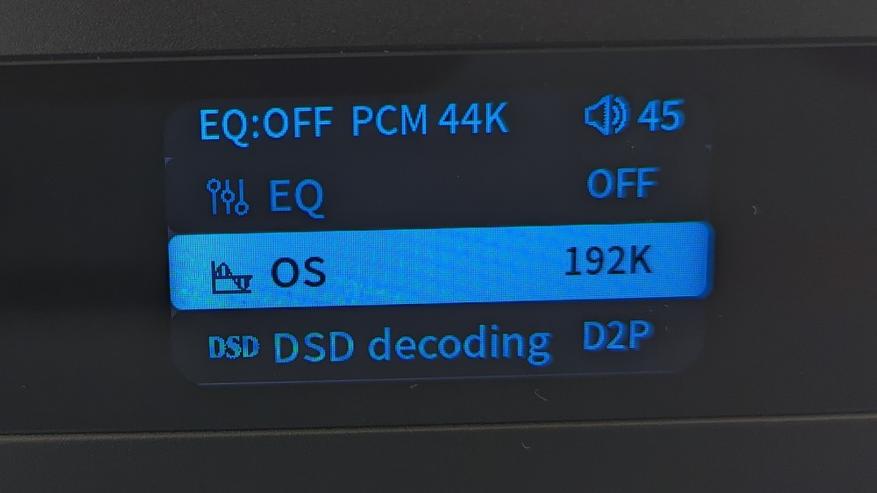 EQ:OFF PCM 44K 45
EQ OFF
OS 192K
DSD DSD decoding D2P